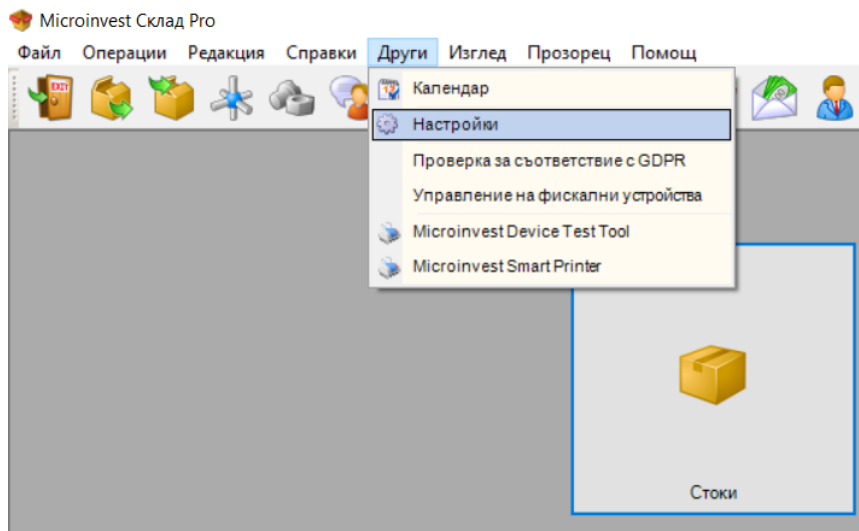 Microinvest Склад Pro
Файл Операции Редакция Справки Други Изглед Прозорец Помощ
EXIT
Календар
Настройки
Проверка за съответствие с GDPR
Управление на фискални устройства
Microinvest Device Test Tool
Microinvest Smart Printer
Стоки